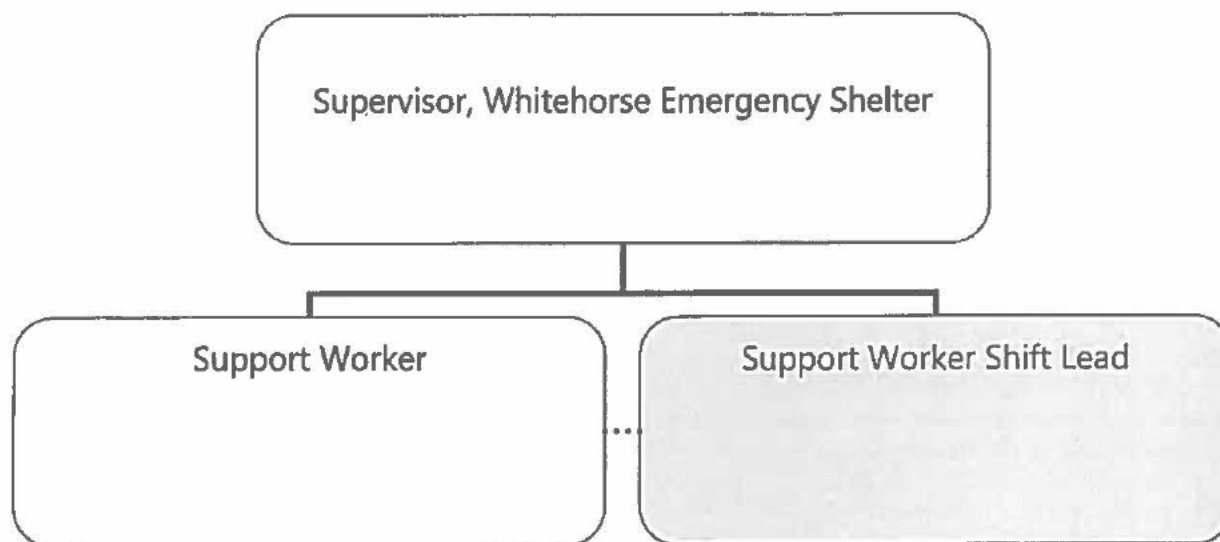 Supervisor, Whitehorse Emergency Shelter
Support Worker
Support Worker Shift Lead